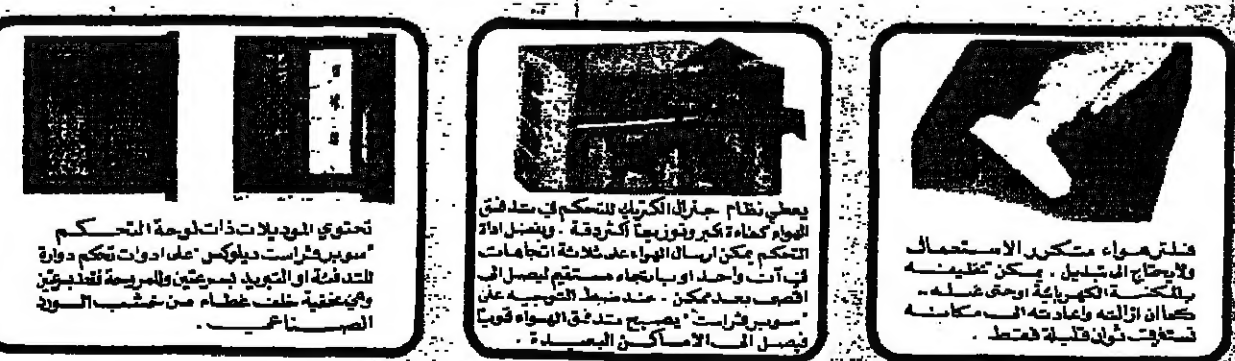 فلتر هواء متكرر الاستعمال
ولا يحتاج الى تبديل . يمكن تنظيفه
بالمكنسة الكهربائية او حتى غسله ..
كما ان ازالته واعادته الى مكانه
تستغرق ثوان قليلة فقط .
يعطي نظام جنرال الكتريك للتحكم في تدفق
الهواء كفاءة اكبر وتوزيعا اكثر دقة . وبفضل اداة
التحكم يمكن ارسال الهواء على ثلاثة اتجاهات
في آن واحد او باتجاه مستقيم ليصل الى
اقصى بعد ممكن . عند ضبط التوجيه على
"سوبر ثراست" يصبح تدفق الهواء قويا
فيصل الى الاماكن البعيدة .
تحتوي الموديلات ذات لوحة التحكم
"سوبر ثراست ديلوكس" على ادوات تحكم دوارة
للتدفئة او التبريد بسرعتين وللمروحة
وهي مخفية خلف غطاء من خشب الورد
الصناعي .